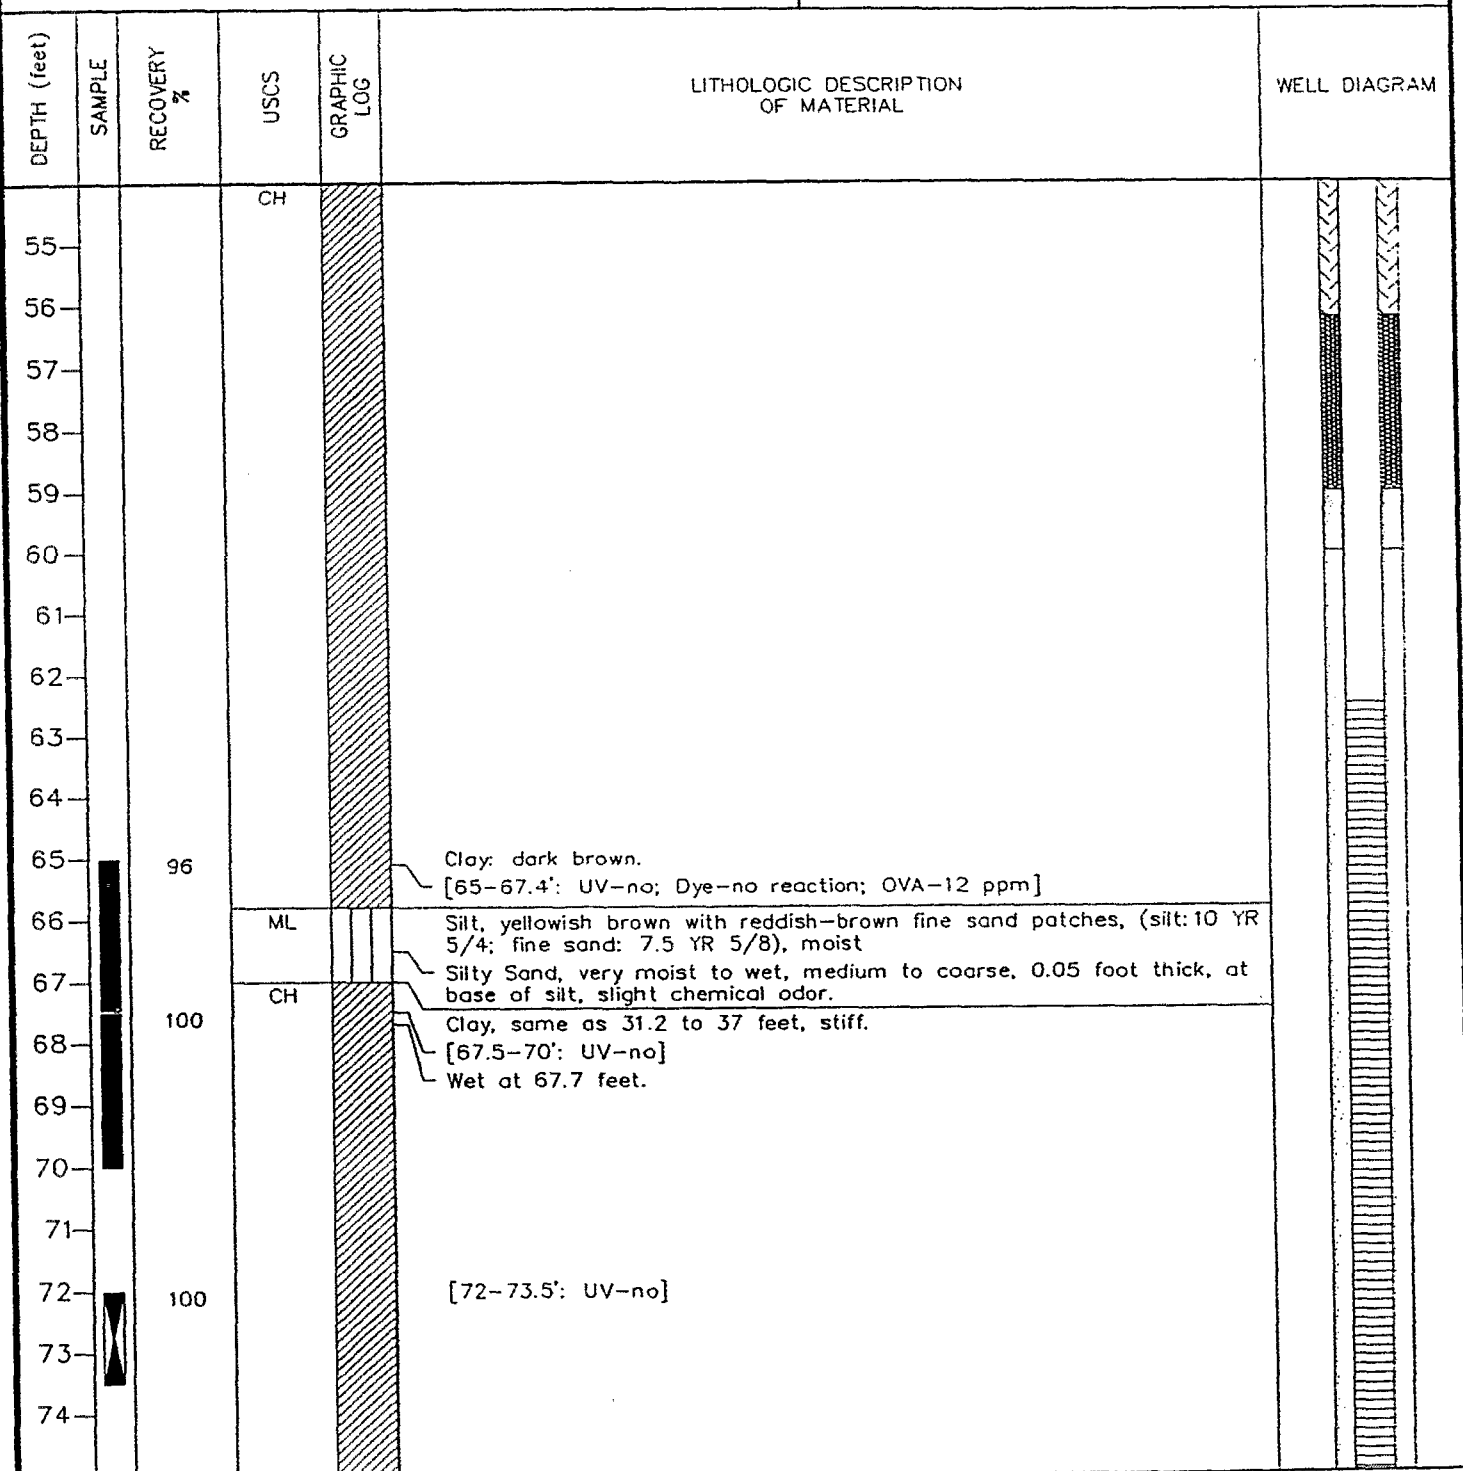 DEPTH (feet)
SAMPLE
RECOVERY
%
USCS
GRAPHIC
LOG
LITHOLOGIC DESCRIPTION
OF MATERIAL
WELL DIAGRAM
CH
55
56
57
58
59
60
61
62
63
64
65
96
Clay: dark brown.
[65-67.4': UV-no; Dye-no reaction; OVA-12 ppm]
66
ML
Silt, yellowish brown with reddish-brown fine sand patches, (silt: 10 YR
5/4; fine sand: 7.5 YR 5/8), moist
Silty Sand, very moist to wet, medium to coarse, 0.05 foot thick, at
base of silt, slight chemical odor.
67
CH
100
Clay, same as 31.2 to 37 feet, stiff.
68
[67.5-70': UV-no]
Wet at 67.7 feet.
69
70
71
72
100
[72-73.5': UV-no]
73
74